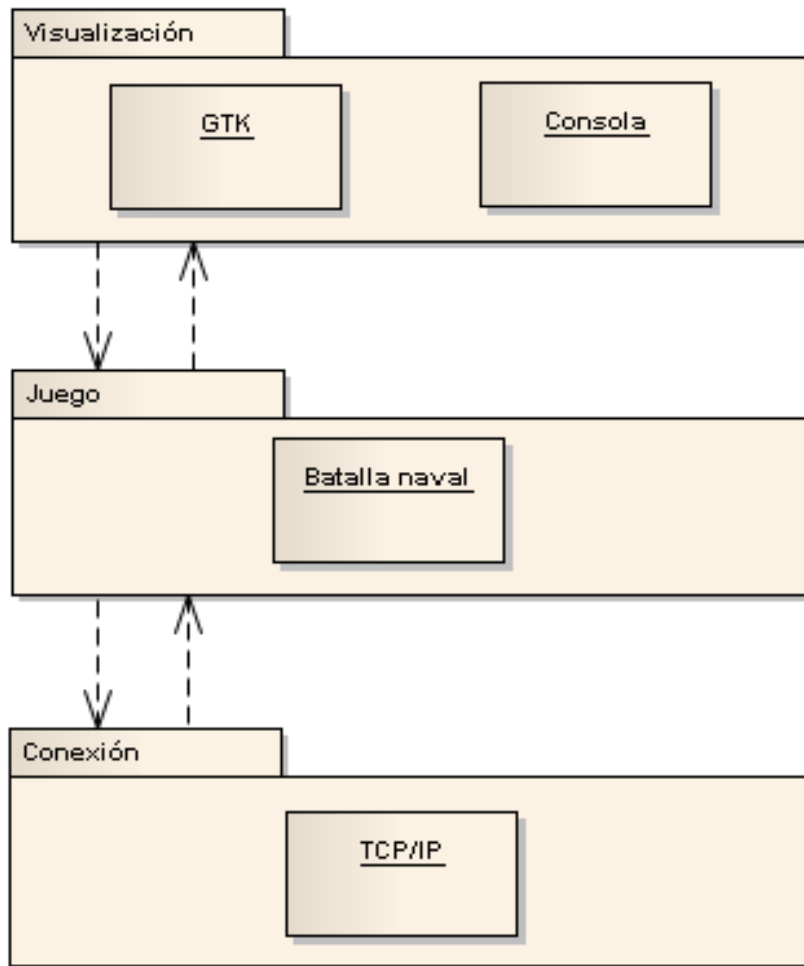 Visualización
GTK
Consola
Juego
Batalla naval
Conexión
TCP/IP